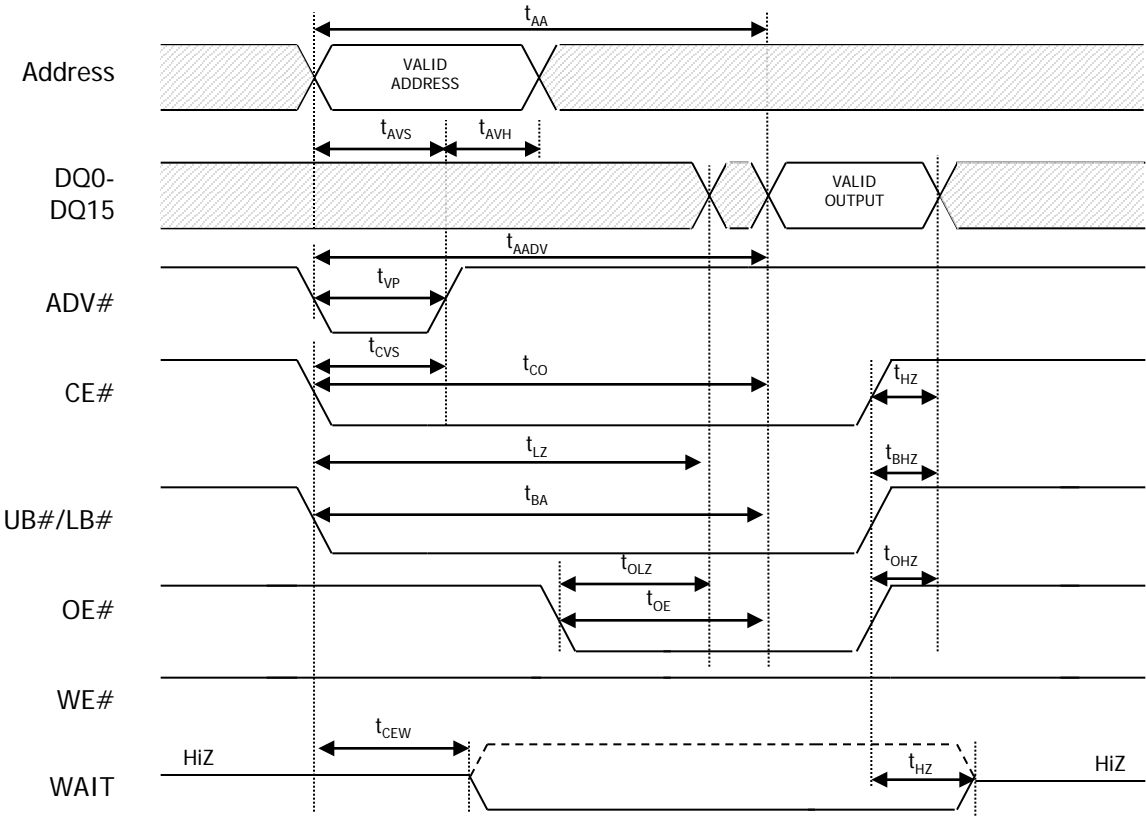 tAA
Address
VALID
ADDRESS
tAVS
tAVH
DQ0-
DQ15
VALID
OUTPUT
tAADV
ADV#
tVP
tCVS
CE#
tCO
tHZ
tLZ
tBHZ
UB#/LB#
tBA
tOLZ
tOHZ
OE#
tOE
WE#
tCEW
HiZ
HiZ
tHZ
WAIT